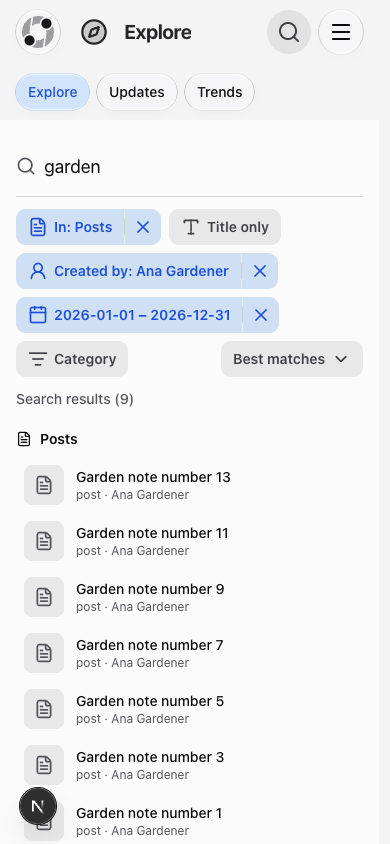 Explore
Explore
Updates
Trends
garden
In: Posts
Title only
Created by: Ana Gardener
2026-01-01 – 2026-12-31
Category
Best matches
Search results (9)
Posts
Garden note number 13
post · Ana Gardener
Garden note number 11
post · Ana Gardener
Garden note number 9
post · Ana Gardener
Garden note number 7
post · Ana Gardener
Garden note number 5
post · Ana Gardener
Garden note number 3
post · Ana Gardener
N
Garden note number 1
post · Ana Gardener